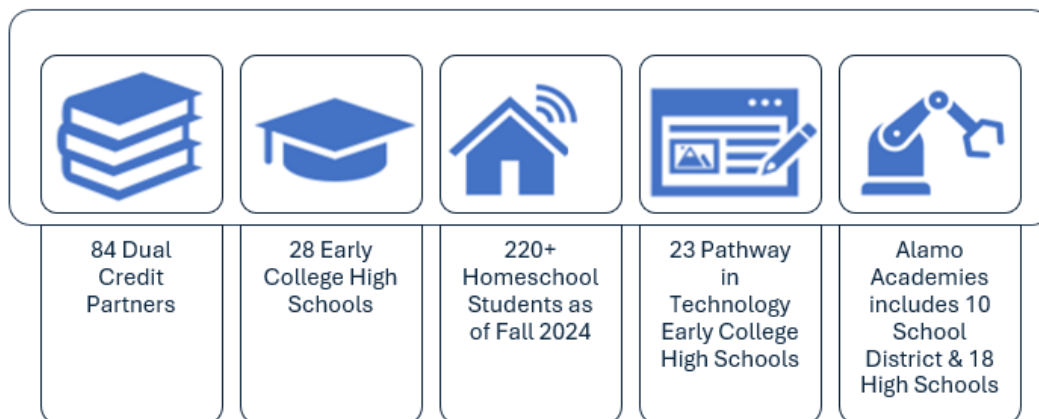 84 Dual
Credit
Partners
28 Early
College High
Schools
220+
Homeschool
Students as
of Fall 2024
23 Pathway
in
Technology
Early College
High Schools
Alamo
Academies
includes 10
School
District & 18
High Schools